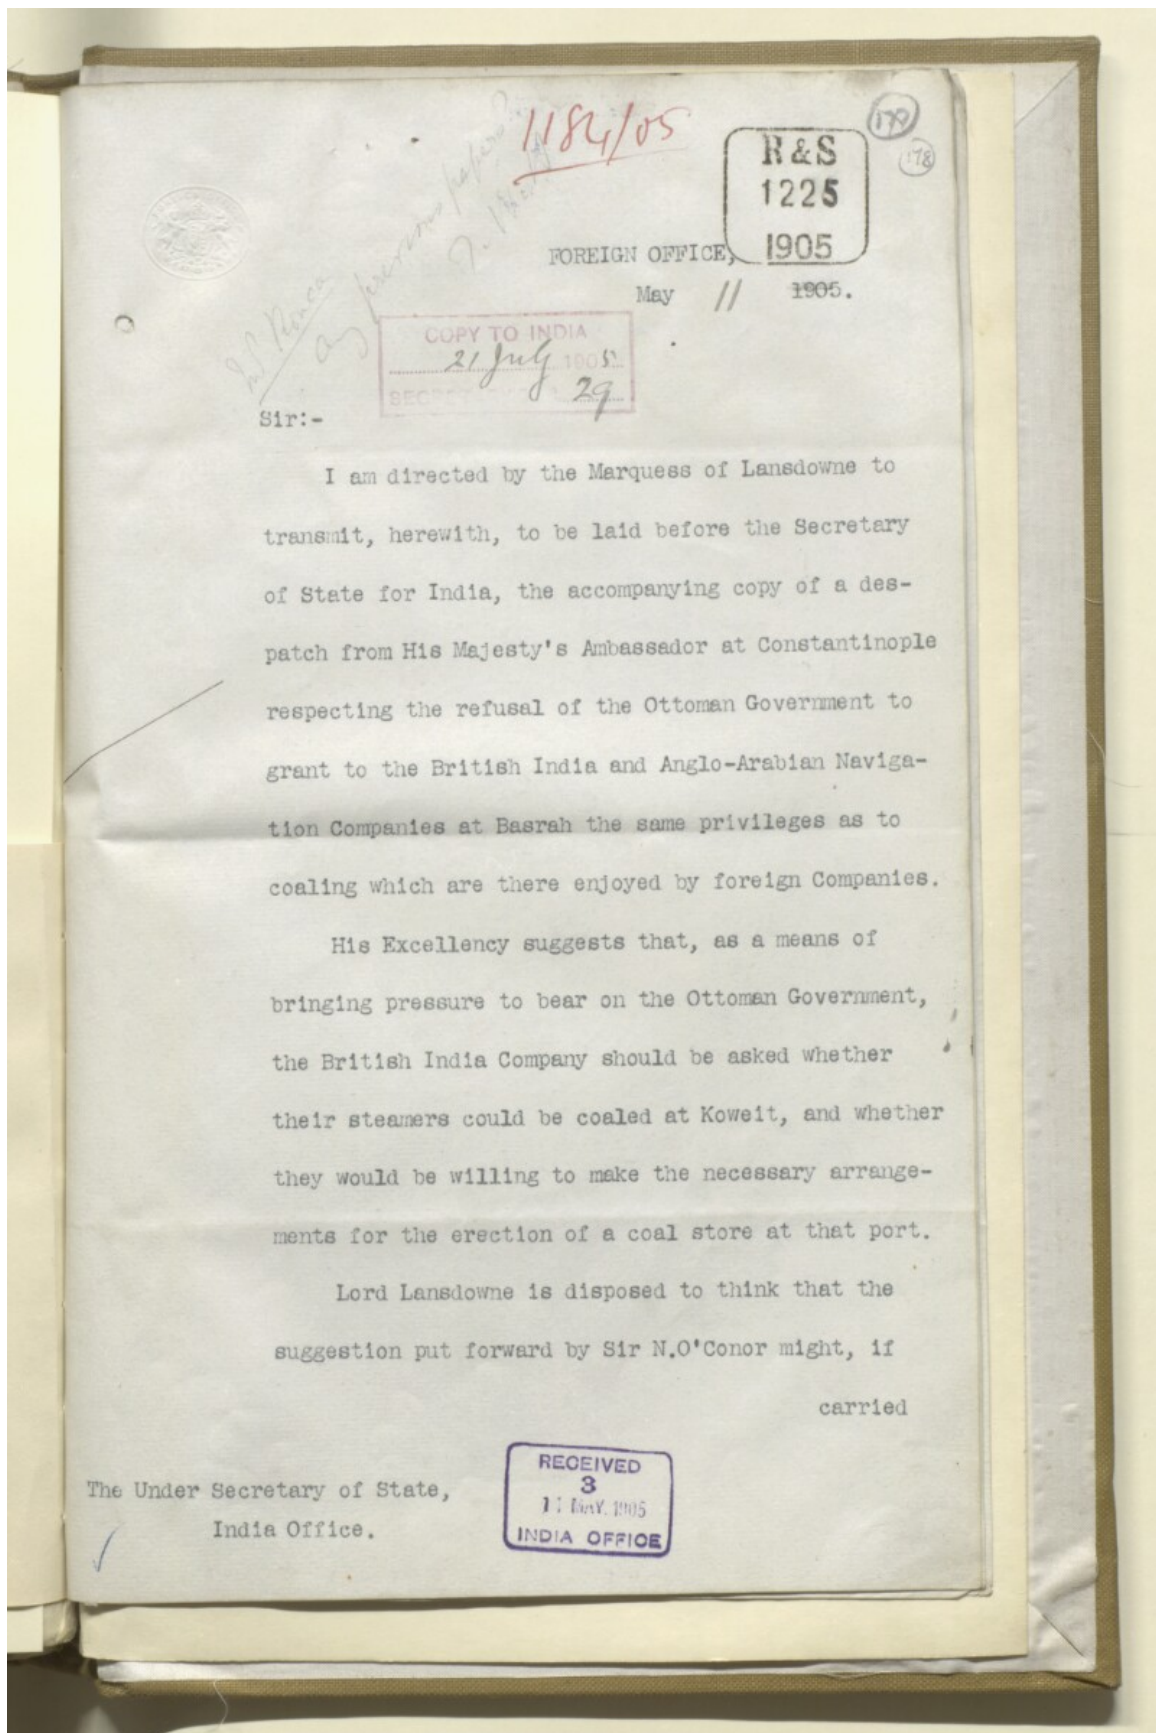 1184/05
178
R & S
1225
1905
FOREIGN OFFICE,
May 11 1905.
previous papers?
COPY TO INDIA
21 July 1905
SECRETARY'S 29
Sir:-
I am directed by the Marquess of Lansdowne to
transmit, herewith, to be laid before the Secretary
of State for India, the accompanying copy of a des-
patch from His Majesty's Ambassador at Constantinople
respecting the refusal of the Ottoman Government to
grant to the British India and Anglo-Arabian Naviga-
tion Companies at Basrah the same privileges as to
coaling which are there enjoyed by foreign Companies.
His Excellency suggests that, as a means of
bringing pressure to bear on the Ottoman Government,
the British India Company should be asked whether
their steamers could be coaled at Koweit, and whether
they would be willing to make the necessary arrange-
ments for the erection of a coal store at that port.
Lord Lansdowne is disposed to think that the
suggestion put forward by Sir N.O'Conor might, if
carried
The Under Secretary of State,
India Office.
RECEIVED
3
11 MAY. 1905
INDIA OFFICE